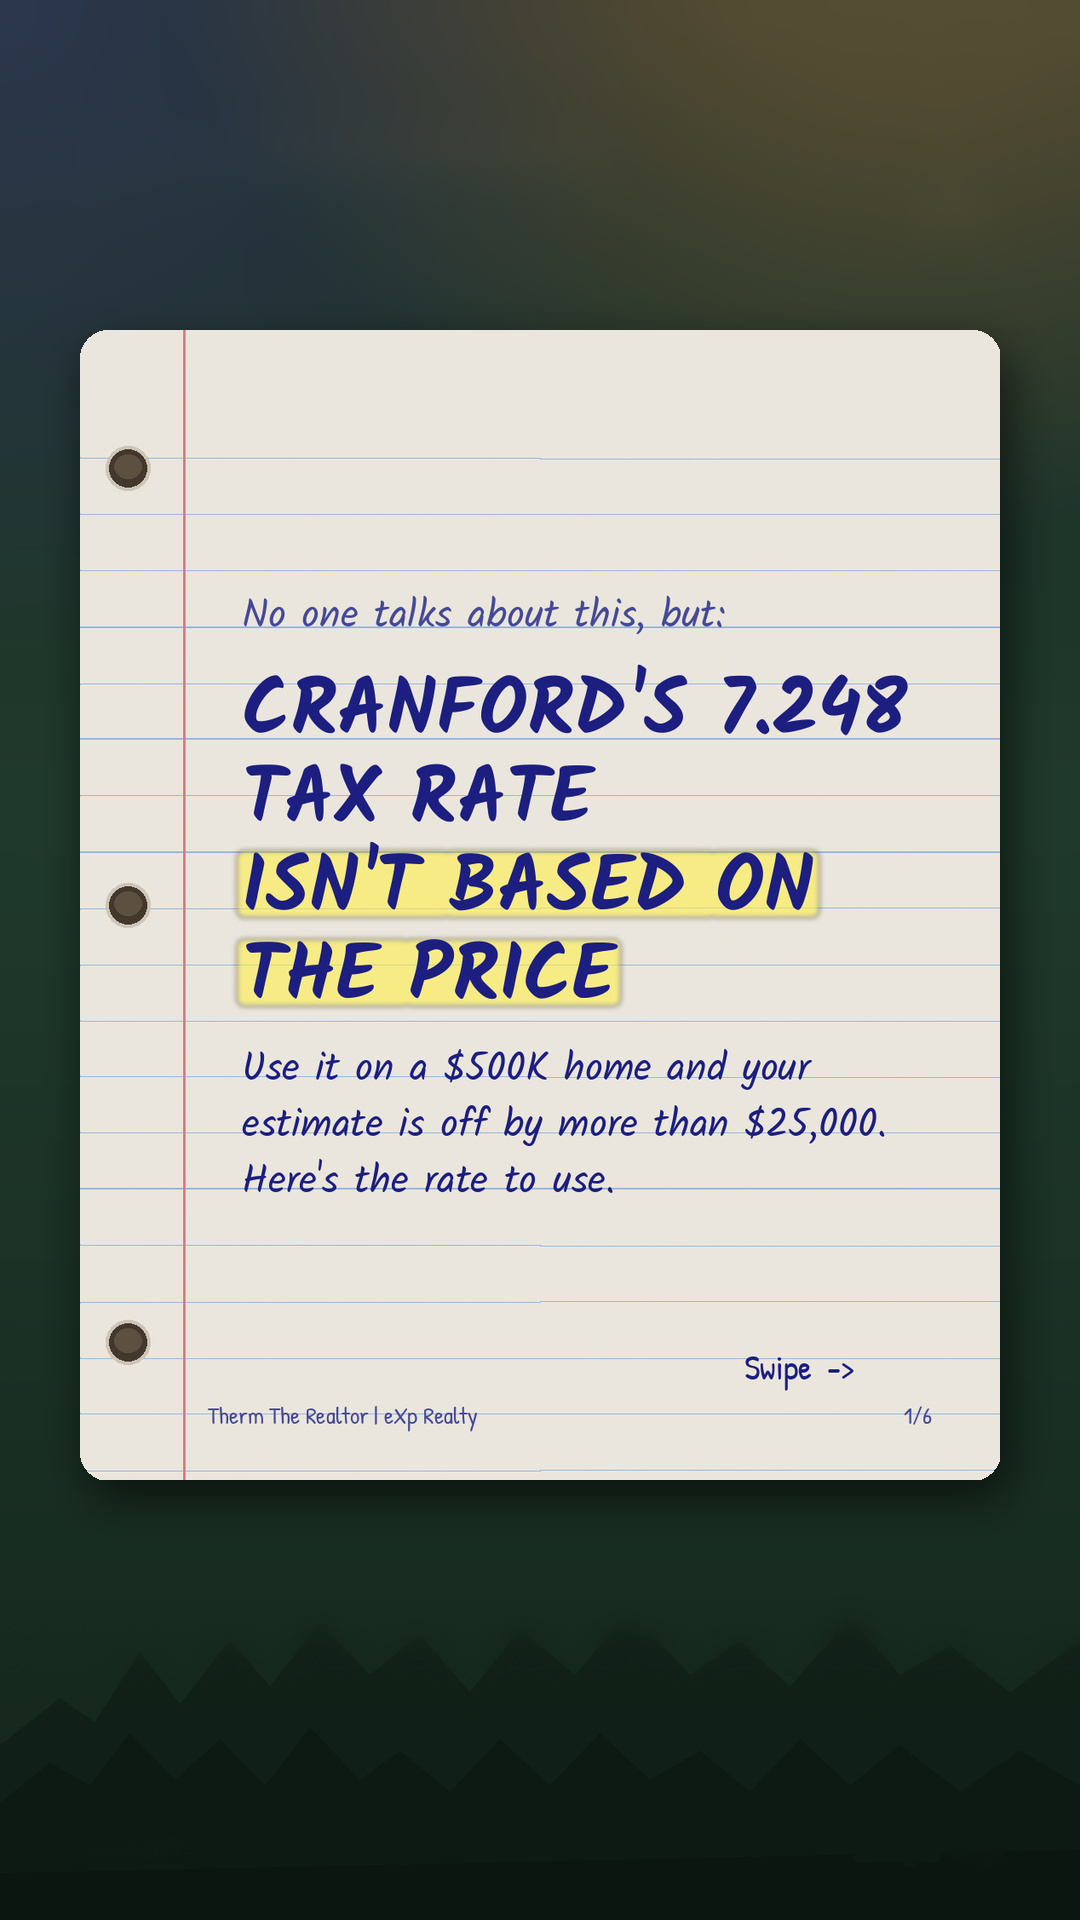 No one talks about this, but:
CRANFORD'S 7.248
TAX RATE
ISN'T BASED ON
THE PRICE
Use it on a $500K home and your
estimate is off by more than $25,000.
Here's the rate to use.
Swipe ->
Therm The Realtor | eXp Realty
1/6